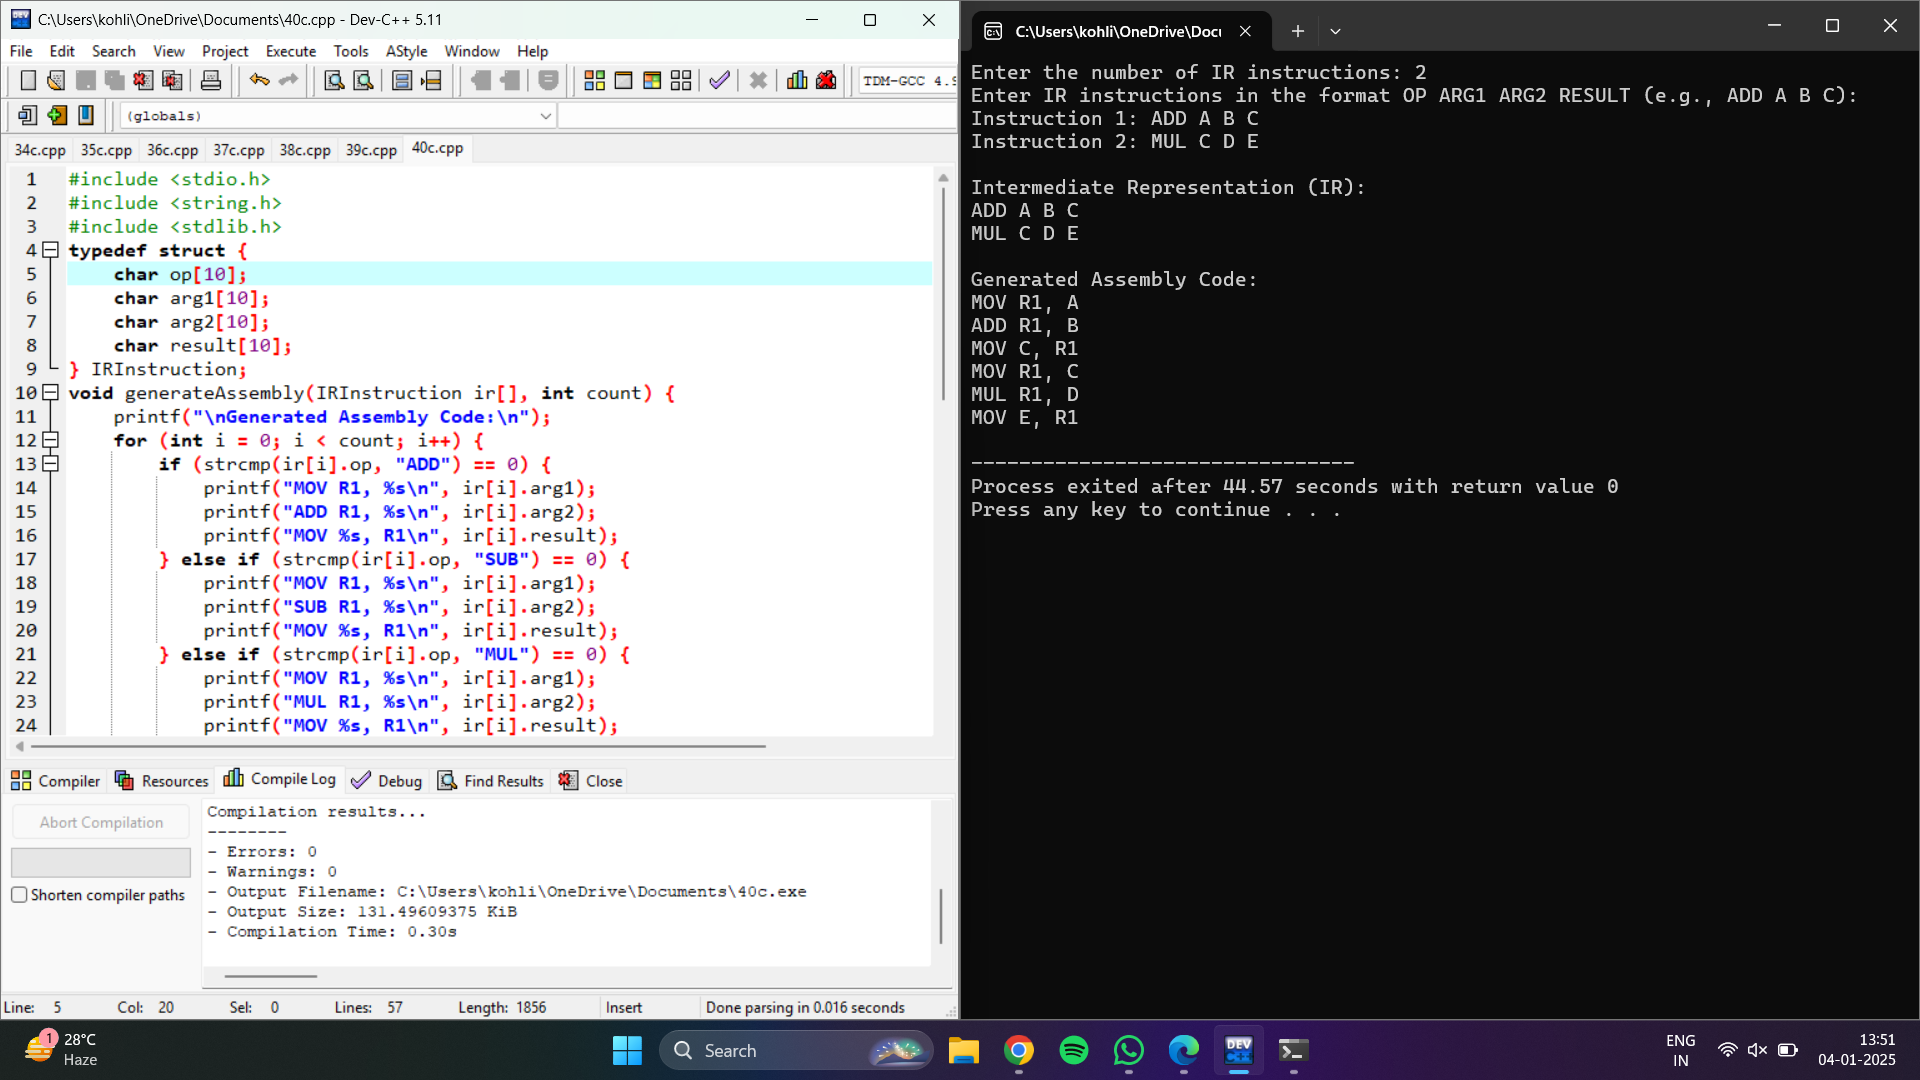 C:\Users\kohli\OneDrive\Documents\40c.cpp - Dev-C++ 5.11
File Edit Search View Project Execute Tools AStyle Window Help
TDM-GCC 4.9
(globals)
34c.cpp 35c.cpp 36c.cpp 37c.cpp 38c.cpp 39c.cpp 40c.cpp
1 #include <stdio.h>
2 #include <string.h>
3 #include <stdlib.h>
4 typedef struct {
5 char op[10];
6 char arg1[10];
7 char arg2[10];
8 char result[10];
9 } IRInstruction;
10 void generateAssembly(IRInstruction ir[], int count) {
11 printf("\nGenerated Assembly Code:\n");
12 for (int i = 0; i < count; i++) {
13 if (strcmp(ir[i].op, "ADD") == 0) {
14 printf("MOV R1, %s\n", ir[i].arg1);
15 printf("ADD R1, %s\n", ir[i].arg2);
16 printf("MOV %s, R1\n", ir[i].result);
17 } else if (strcmp(ir[i].op, "SUB") == 0) {
18 printf("MOV R1, %s\n", ir[i].arg1);
19 printf("SUB R1, %s\n", ir[i].arg2);
20 printf("MOV %s, R1\n", ir[i].result);
21 } else if (strcmp(ir[i].op, "MUL") == 0) {
22 printf("MOV R1, %s\n", ir[i].arg1);
23 printf("MUL R1, %s\n", ir[i].arg2);
24 printf("MOV %s, R1\n", ir[i].result);
Compiler Resources Compile Log Debug Find Results Close
Abort Compilation
Shorten compiler paths
Compilation results...
--------
- Errors: 0
- Warnings: 0
- Output Filename: C:\Users\kohli\OneDrive\Documents\40c.exe
- Output Size: 131.49609375 KiB
- Compilation Time: 0.30s
Line: 5 Col: 20 Sel: 0 Lines: 57 Length: 1856 Insert Done parsing in 0.016 seconds
C:\Users\kohli\OneDrive\Docu
Enter the number of IR instructions: 2
Enter IR instructions in the format OP ARG1 ARG2 RESULT (e.g., ADD A B C):
Instruction 1: ADD A B C
Instruction 2: MUL C D E
Intermediate Representation (IR):
ADD A B C
MUL C D E
Generated Assembly Code:
MOV R1, A
ADD R1, B
MOV C, R1
MOV R1, C
MUL R1, D
MOV E, R1
--------------------------------
Process exited after 44.57 seconds with return value 0
Press any key to continue . . .
1
28°C
Haze
Search
DEV
C++
ENG
IN
13:51
04-01-2025